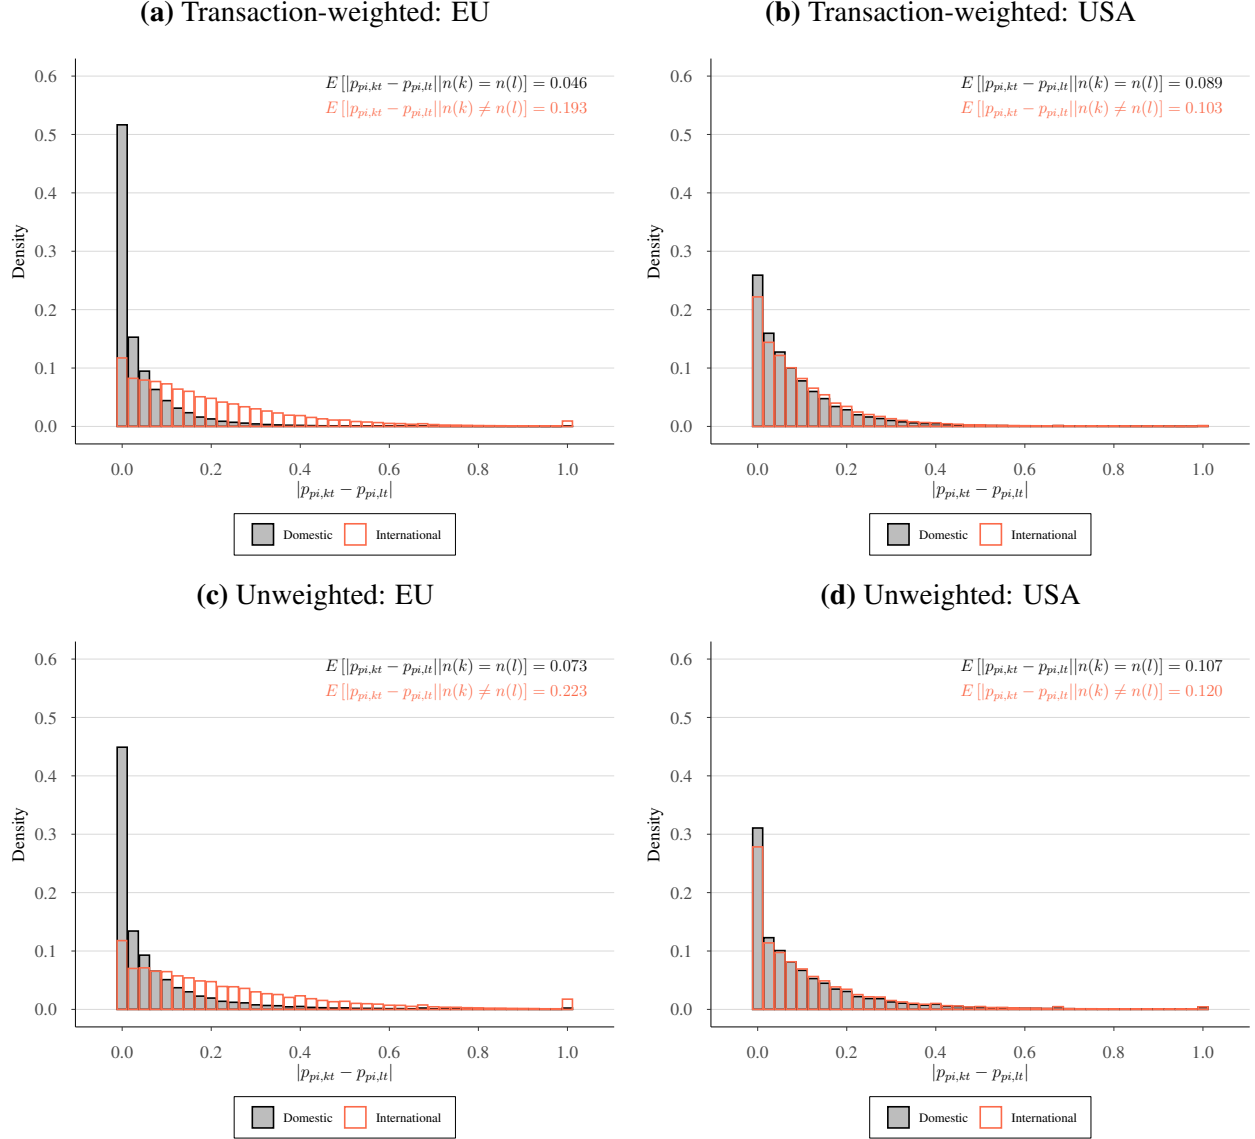 (a) Transaction-weighted: EU
E [|p_{pi,kt} − p_{pi,lt}||n(k) = n(l)] = 0.046
E [|p_{pi,kt} − p_{pi,lt}||n(k) ≠ n(l)] = 0.193
Density
0.6
0.5
0.4
0.3
0.2
0.1
0.0
0.0 0.2 0.4 0.6 0.8 1.0
|p_{pi,kt} − p_{pi,lt}|
Domestic International
(b) Transaction-weighted: USA
E [|p_{pi,kt} − p_{pi,lt}||n(k) = n(l)] = 0.089
E [|p_{pi,kt} − p_{pi,lt}||n(k) ≠ n(l)] = 0.103
Density
0.6
0.5
0.4
0.3
0.2
0.1
0.0
0.0 0.2 0.4 0.6 0.8 1.0
|p_{pi,kt} − p_{pi,lt}|
Domestic International
(c) Unweighted: EU
E [|p_{pi,kt} − p_{pi,lt}||n(k) = n(l)] = 0.073
E [|p_{pi,kt} − p_{pi,lt}||n(k) ≠ n(l)] = 0.223
Density
0.6
0.5
0.4
0.3
0.2
0.1
0.0
0.0 0.2 0.4 0.6 0.8 1.0
|p_{pi,kt} − p_{pi,lt}|
Domestic International
(d) Unweighted: USA
E [|p_{pi,kt} − p_{pi,lt}||n(k) = n(l)] = 0.107
E [|p_{pi,kt} − p_{pi,lt}||n(k) ≠ n(l)] = 0.120
Density
0.6
0.5
0.4
0.3
0.2
0.1
0.0
0.0 0.2 0.4 0.6 0.8 1.0
|p_{pi,kt} − p_{pi,lt}|
Domestic International